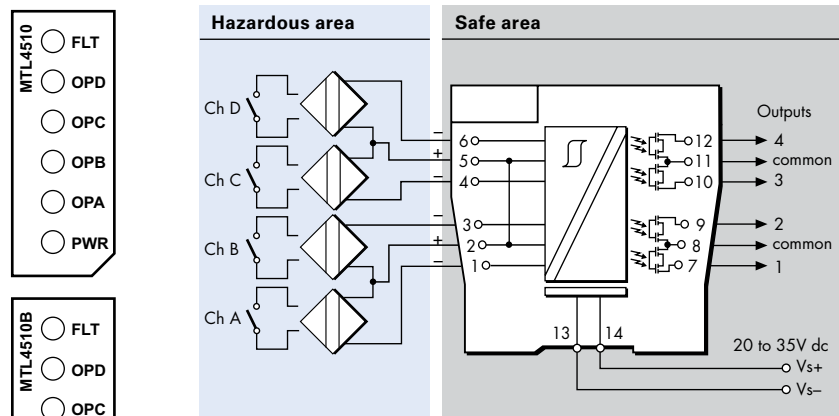 MTL4510
FLT
OPD
OPC
OPB
OPA
PWR
MTL4510B
FLT
OPD
OPC
Hazardous area
Safe area
Ch D
Ch C
Ch B
Ch A
–
+
–
–
+
–
6
5
4
3
2
1
12
11
10
9
8
7
Outputs
4
common
3
2
common
1
13
14
20 to 35V dc
Vs+
Vs–